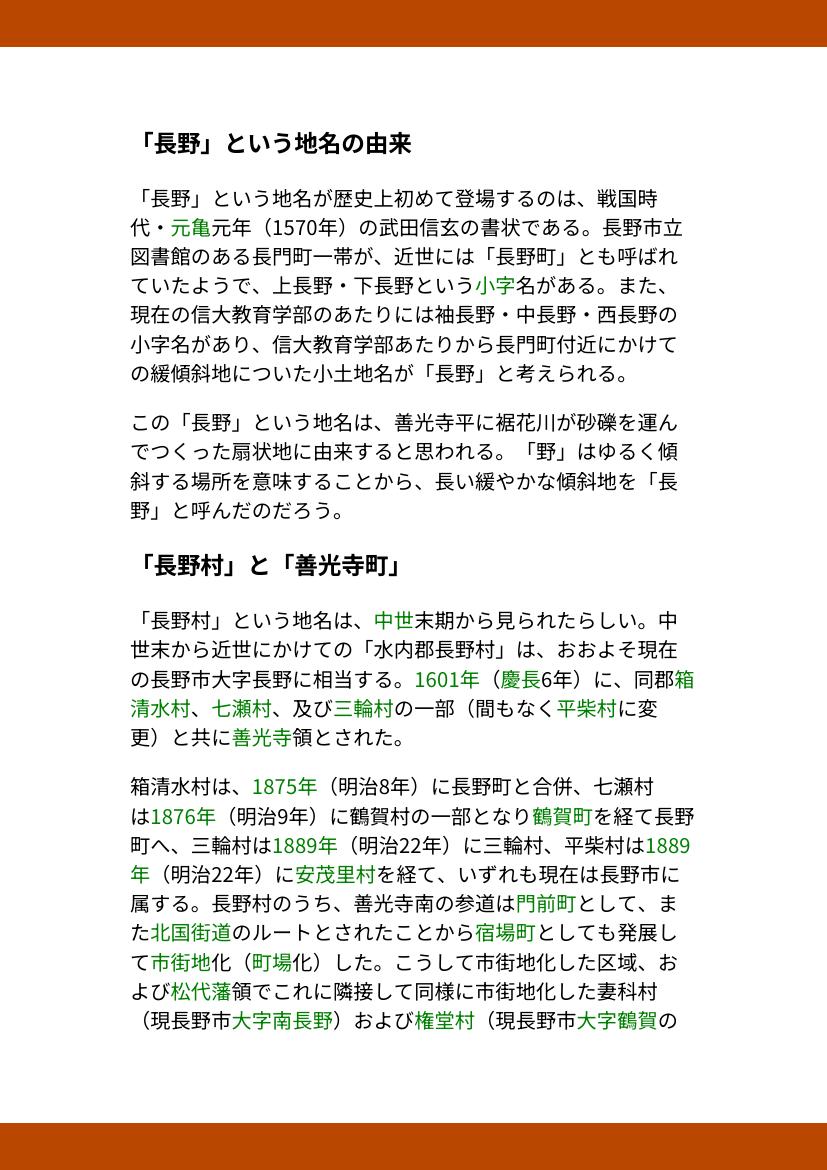 「長野」という地名の由来
「長野」という地名が歴史上初めて登場するのは、戦国時
代・元亀元年（1570年）の武田信玄の書状である。長野市立
図書館のある長門町一帯が、近世には「長野町」とも呼ばれ
ていたようで、上長野・下長野という小字名がある。また、
現在の信大教育学部のあたりには袖長野・中長野・西長野の
小字名があり、信大教育学部あたりから長門町付近にかけて
の緩傾斜地についた小土地名が「長野」と考えられる。
この「長野」という地名は、善光寺平に裾花川が砂礫を運ん
でつくった扇状地に由来すると思われる。「野」はゆるく傾
斜する場所を意味することから、長い緩やかな傾斜地を「長
野」と呼んだのだろう。
「長野村」と「善光寺町」
「長野村」という地名は、中世末期から見られたらしい。中
世末から近世にかけての「水内郡長野村」は、おおよそ現在
の長野市大字長野に相当する。1601年（慶長6年）に、同郡箱
清水村、七瀬村、及び三輪村の一部（間もなく平柴村に変
更）と共に善光寺領とされた。
箱清水村は、1875年（明治8年）に長野町と合併、七瀬村
は1876年（明治9年）に鶴賀村の一部となり鶴賀町を経て長野
町へ、三輪村は1889年（明治22年）に三輪村、平柴村は1889
年（明治22年）に安茂里村を経て、いずれも現在は長野市に
属する。長野村のうち、善光寺南の参道は門前町として、ま
た北国街道のルートとされたことから宿場町としても発展し
て市街地化（町場化）した。こうして市街地化した区域、お
よび松代藩領でこれに隣接して同様に市街地化した妻科村
（現長野市大字南長野）および権堂村（現長野市大字鶴賀の